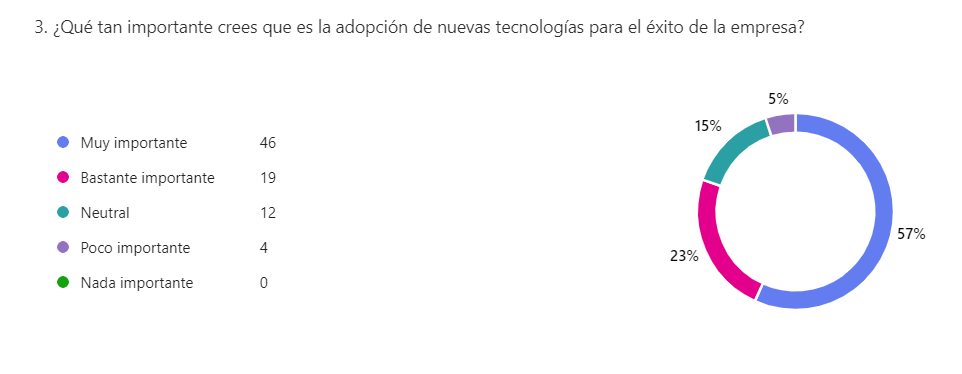 3. ¿Qué tan importante crees que es la adopción de nuevas tecnologías para el éxito de la empresa?
Muy importante 46
Bastante importante 19
Neutral 12
Poco importante 4
Nada importante 0
5%
15%
57%
23%